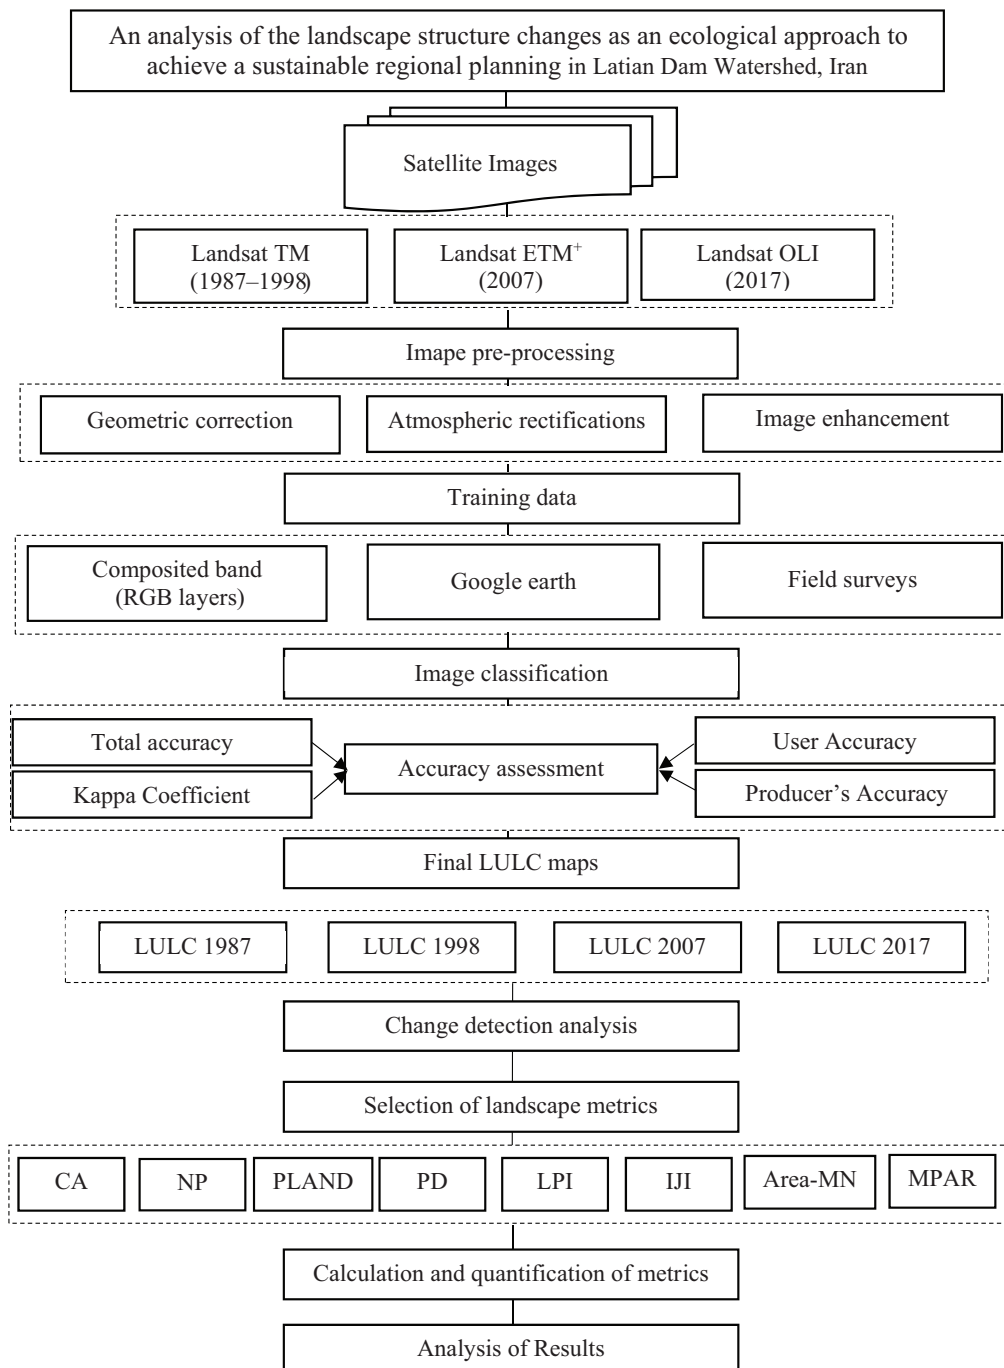 An analysis of the landscape structure changes as an ecological approach to
achieve a sustainable regional planning in Latian Dam Watershed, Iran
Satellite Images
Landsat TM
(1987–1998)
Landsat ETM+
(2007)
Landsat OLI
(2017)
Imape pre-processing
Geometric correction
Atmospheric rectifications
Image enhancement
Training data
Composited band
(RGB layers)
Google earth
Field surveys
Image classification
Total accuracy
Kappa Coefficient
Accuracy assessment
User Accuracy
Producer’s Accuracy
Final LULC maps
LULC 1987
LULC 1998
LULC 2007
LULC 2017
Change detection analysis
Selection of landscape metrics
CA
NP
PLAND
PD
LPI
IJI
Area-MN
MPAR
Calculation and quantification of metrics
Analysis of Results